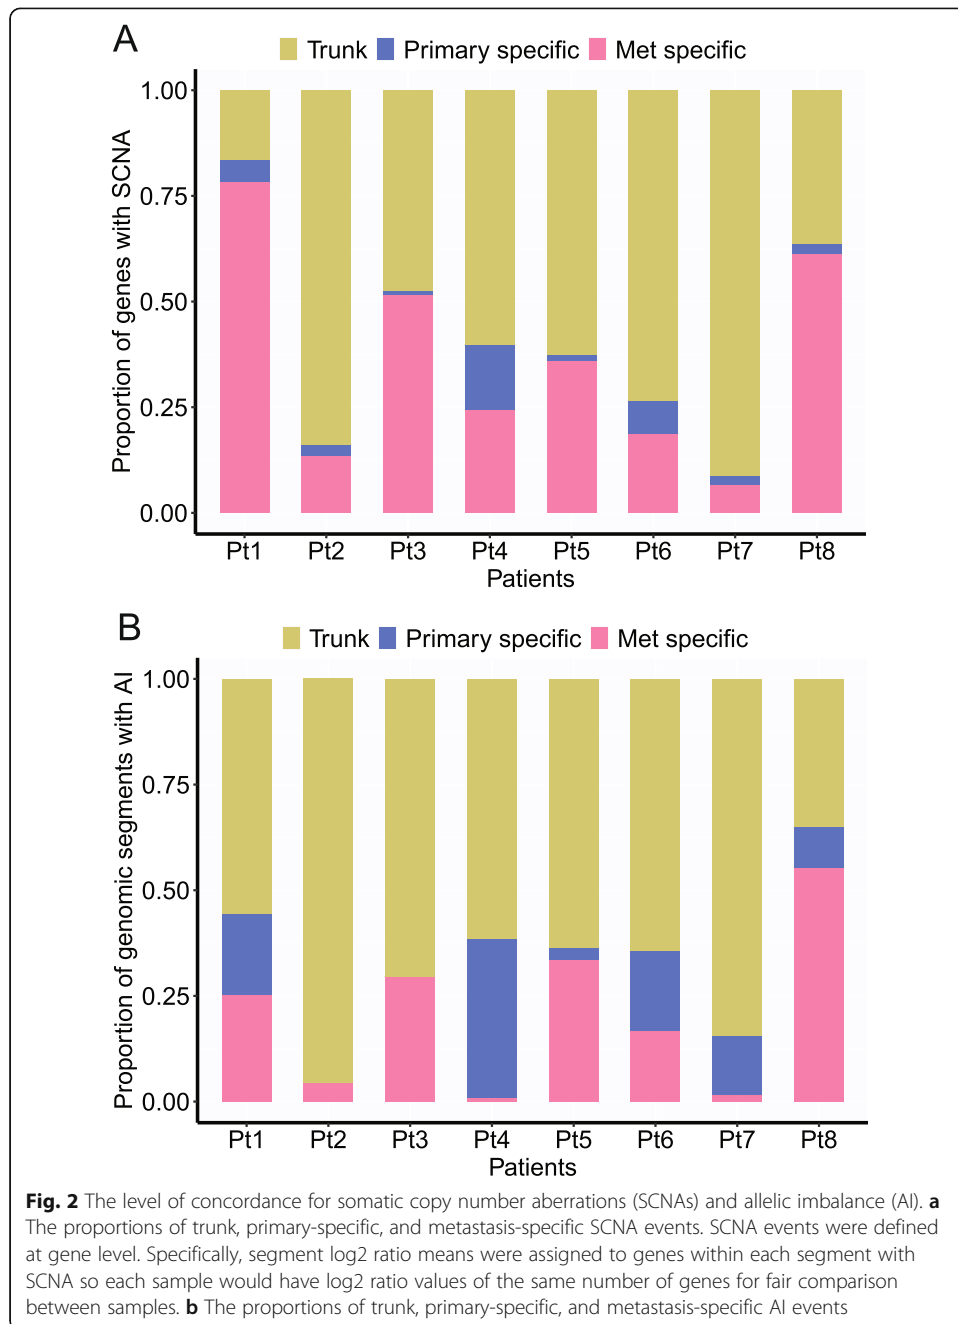 A
Trunk Primary specific Met specific
Proportion of genes with SCNA
1.00
0.75
0.50
0.25
0.00
Pt1 Pt2 Pt3 Pt4 Pt5 Pt6 Pt7 Pt8
Patients
B
Trunk Primary specific Met specific
Proportion of genomic segments with AI
1.00
0.75
0.50
0.25
0.00
Pt1 Pt2 Pt3 Pt4 Pt5 Pt6 Pt7 Pt8
Patients
Fig. 2 The level of concordance for somatic copy number aberrations (SCNAs) and allelic imbalance (AI). a
The proportions of trunk, primary-specific, and metastasis-specific SCNA events. SCNA events were defined
at gene level. Specifically, segment log2 ratio means were assigned to genes within each segment with
SCNA so each sample would have log2 ratio values of the same number of genes for fair comparison
between samples. b The proportions of trunk, primary-specific, and metastasis-specific AI events